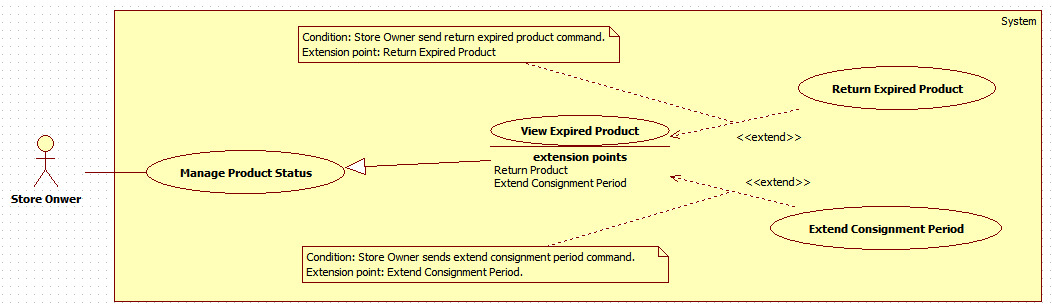 System
Condition: Store Owner send return expired product command.
Extension point: Return Expired Product
Return Expired Product
View Expired Product
<<extend>>
extension points
Return Product
Extend Consignment Period
Manage Product Status
<<extend>>
Store Onwer
Extend Consignment Period
Condition: Store Owner sends extend consignment period command.
Extension point: Extend Consignment Period.